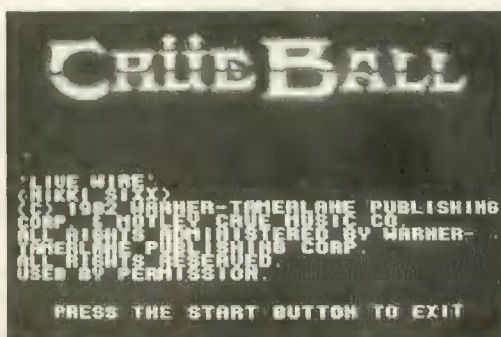 CRÜE BALL
"LIVE WIRE"
(NIKKI SIXX)
(C) 1982 WARNER-TAMERLANE PUBLISHING
CORP. & MOTLEY CRUE MUSIC CO.
ALL RIGHTS ADMINISTERED BY WARNER-
TAMERLANE PUBLISHING CORP.
ALL RIGHTS RESERVED
USED BY PERMISSION.
PRESS THE START BUTTON TO EXIT